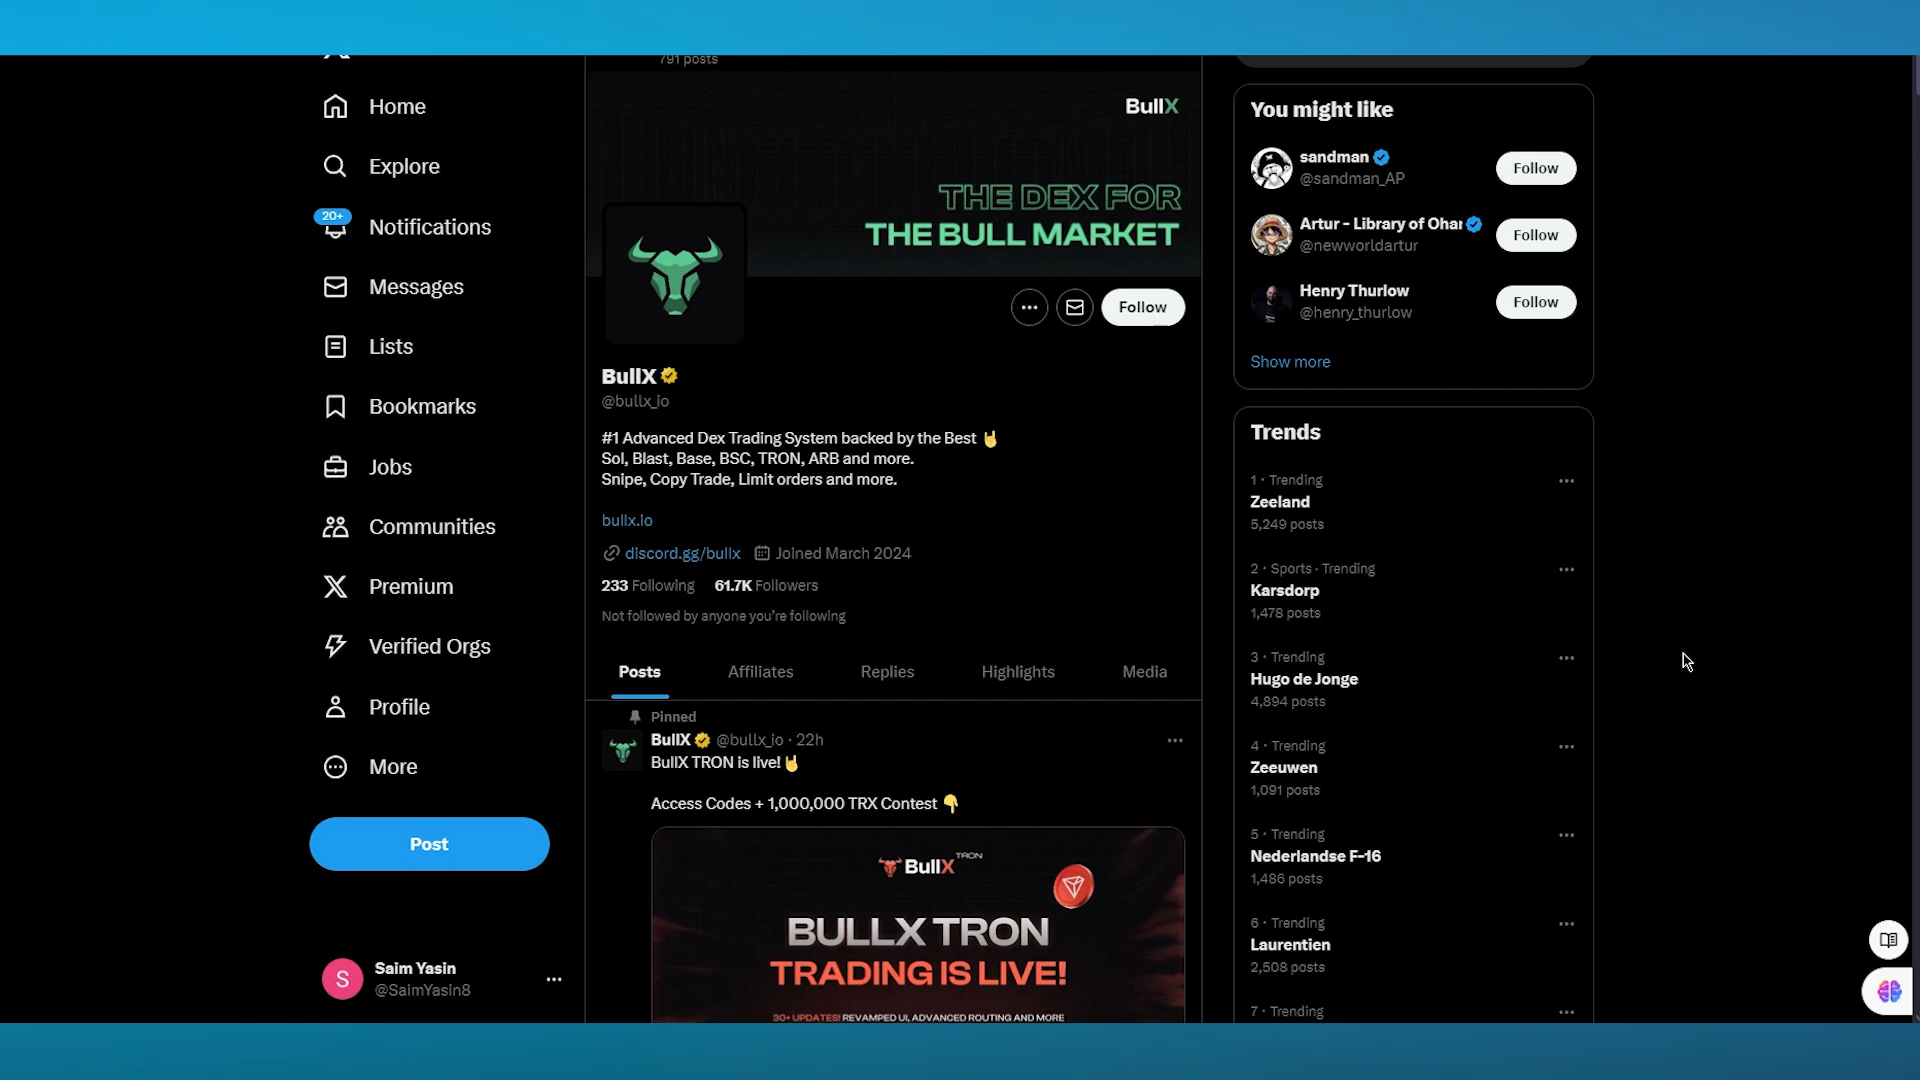 Home
Explore
20+
Notifications
Messages
Lists
Bookmarks
Jobs
Communities
Premium
Verified Orgs
Profile
More
Post
S
Saim Yasin
@SaimYasin8
791 posts
BullX
THE DEX FOR
THE BULL MARKET
Follow
BullX
@bullx_io
#1 Advanced Dex Trading System backed by the Best 🤘
Sol, Blast, Base, BSC, TRON, ARB and more.
Snipe, Copy Trade, Limit orders and more.
bullx.io
discord.gg/bullx Joined March 2024
233 Following 61.7K Followers
Not followed by anyone you're following
Posts Affiliates Replies Highlights Media
Pinned
BullX @bullx_io · 22h
BullX TRON is live! 🤘
Access Codes + 1,000,000 TRX Contest 👇
BullX TRON
BULLX TRON
TRADING IS LIVE!
30+ UPDATES! REVAMPED UI, ADVANCED ROUTING AND MORE
You might like
sandman
@sandman_AP
Follow
Artur - Library of Ohar
@newworldartur
Follow
Henry Thurlow
@henry_thurlow
Follow
Show more
Trends
1 · Trending
Zeeland
5,249 posts
2 · Sports · Trending
Karsdorp
1,478 posts
3 · Trending
Hugo de Jonge
4,894 posts
4 · Trending
Zeeuwen
1,091 posts
5 · Trending
Nederlandse F-16
1,486 posts
6 · Trending
Laurentien
2,508 posts
7 · Trending